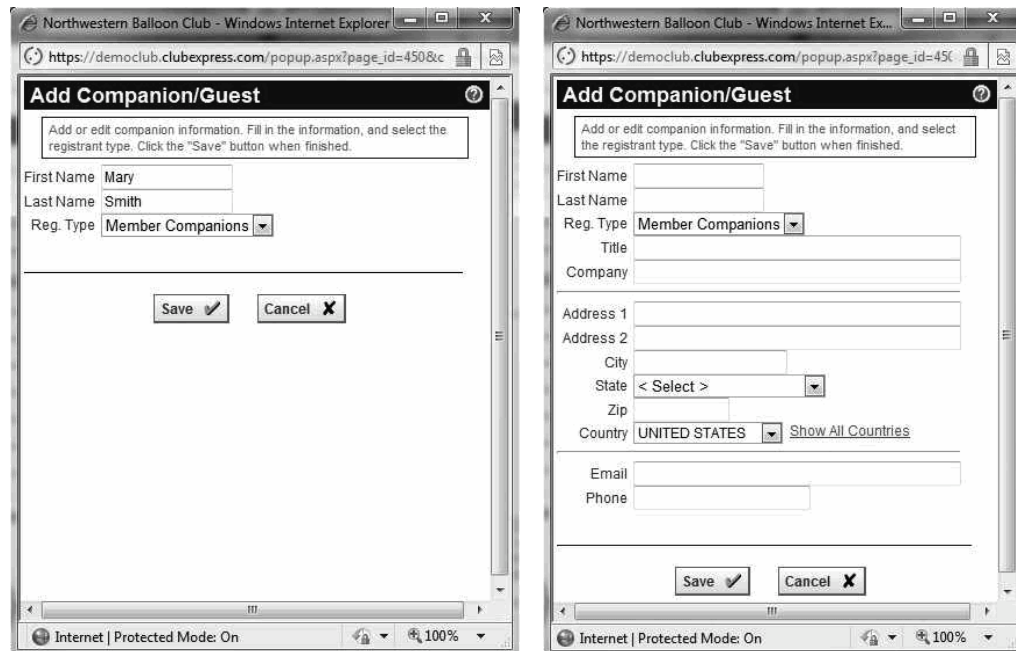 Northwestern Balloon Club - Windows Internet Explorer
https://democlub.clubexpress.com/popup.aspx?page_id=450&c
Add Companion/Guest
Add or edit companion information. Fill in the information, and select the
registrant type. Click the "Save" button when finished.
First Name Mary
Last Name Smith
Reg. Type Member Companions
Save
Cancel
Internet | Protected Mode: On
100%
Northwestern Balloon Club - Windows Internet Ex...
https://democlub.clubexpress.com/popup.aspx?page_id=450
Add Companion/Guest
Add or edit companion information. Fill in the information, and select
the registrant type. Click the "Save" button when finished.
First Name
Last Name
Reg. Type Member Companions
Title
Company
Address 1
Address 2
City
State < Select >
Zip
Country UNITED STATES Show All Countries
Email
Phone
Save
Cancel
Internet | Protected Mode: On
100%